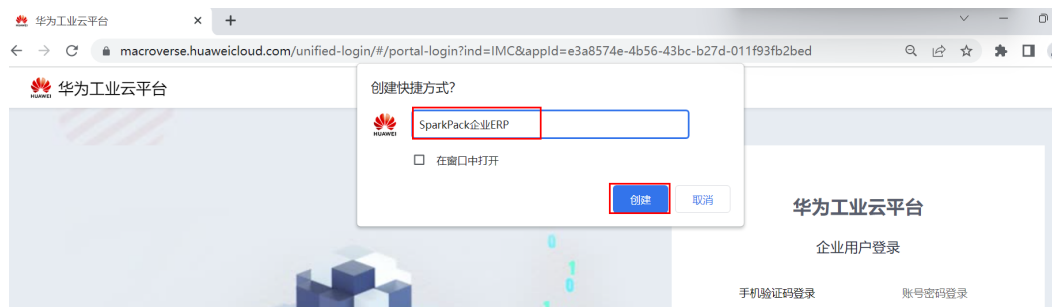 华为工业云平台
macroverse.huaweicloud.com/unified-login/#/portal-login?ind=IMC&appId=e3a8574e-4b56-43bc-b27d-011f93fb2bed
HUAWEI 华为工业云平台
创建快捷方式?
HUAWEI SparkPack企业ERP
在窗口中打开
创建 取消
华为工业云平台
企业用户登录
手机验证码登录 账号密码登录
0
1
0